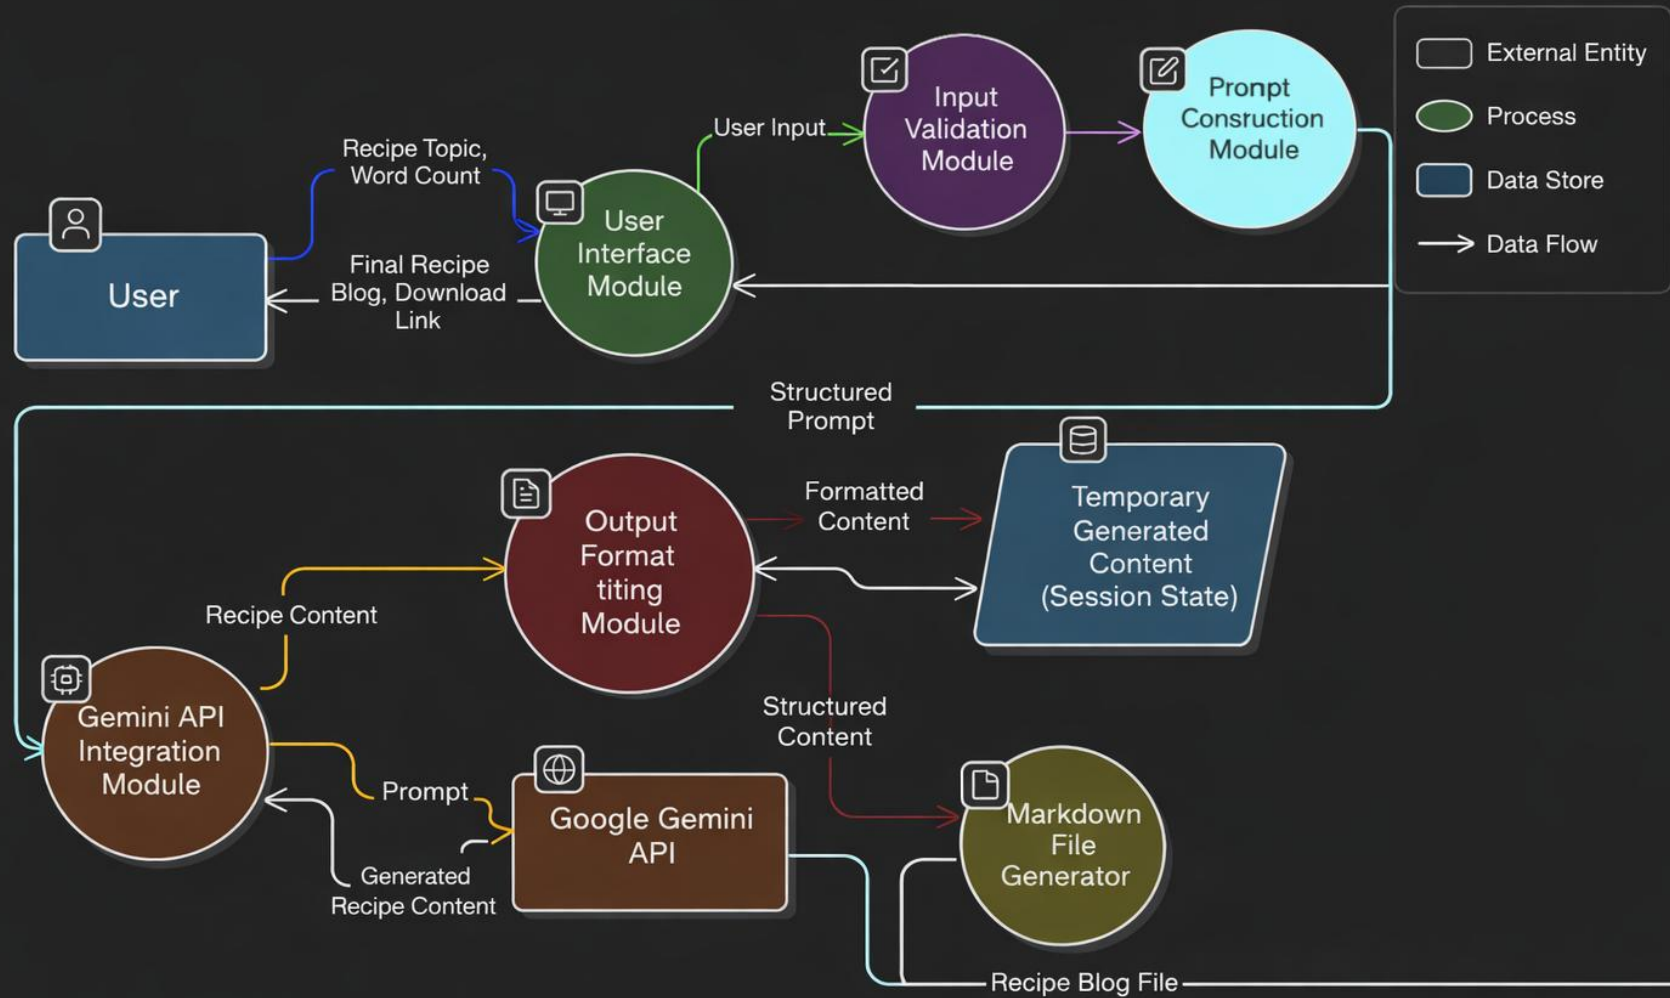 External Entity
Process
Data Store
Data Flow
Input
Validation
Module
Prompt
Consruction
Module
User Input
Recipe Topic,
Word Count
User
Interface
Module
User
Final Recipe
Blog, Download
Link
Structured
Prompt
Output
Format
titing
Module
Formatted
Content
Temporary
Generated
Content
(Session State)
Recipe Content
Gemini API
Integration
Module
Structured
Content
Prompt
Google Gemini
API
Generated
Recipe Content
Markdown
File
Generator
Recipe Blog File